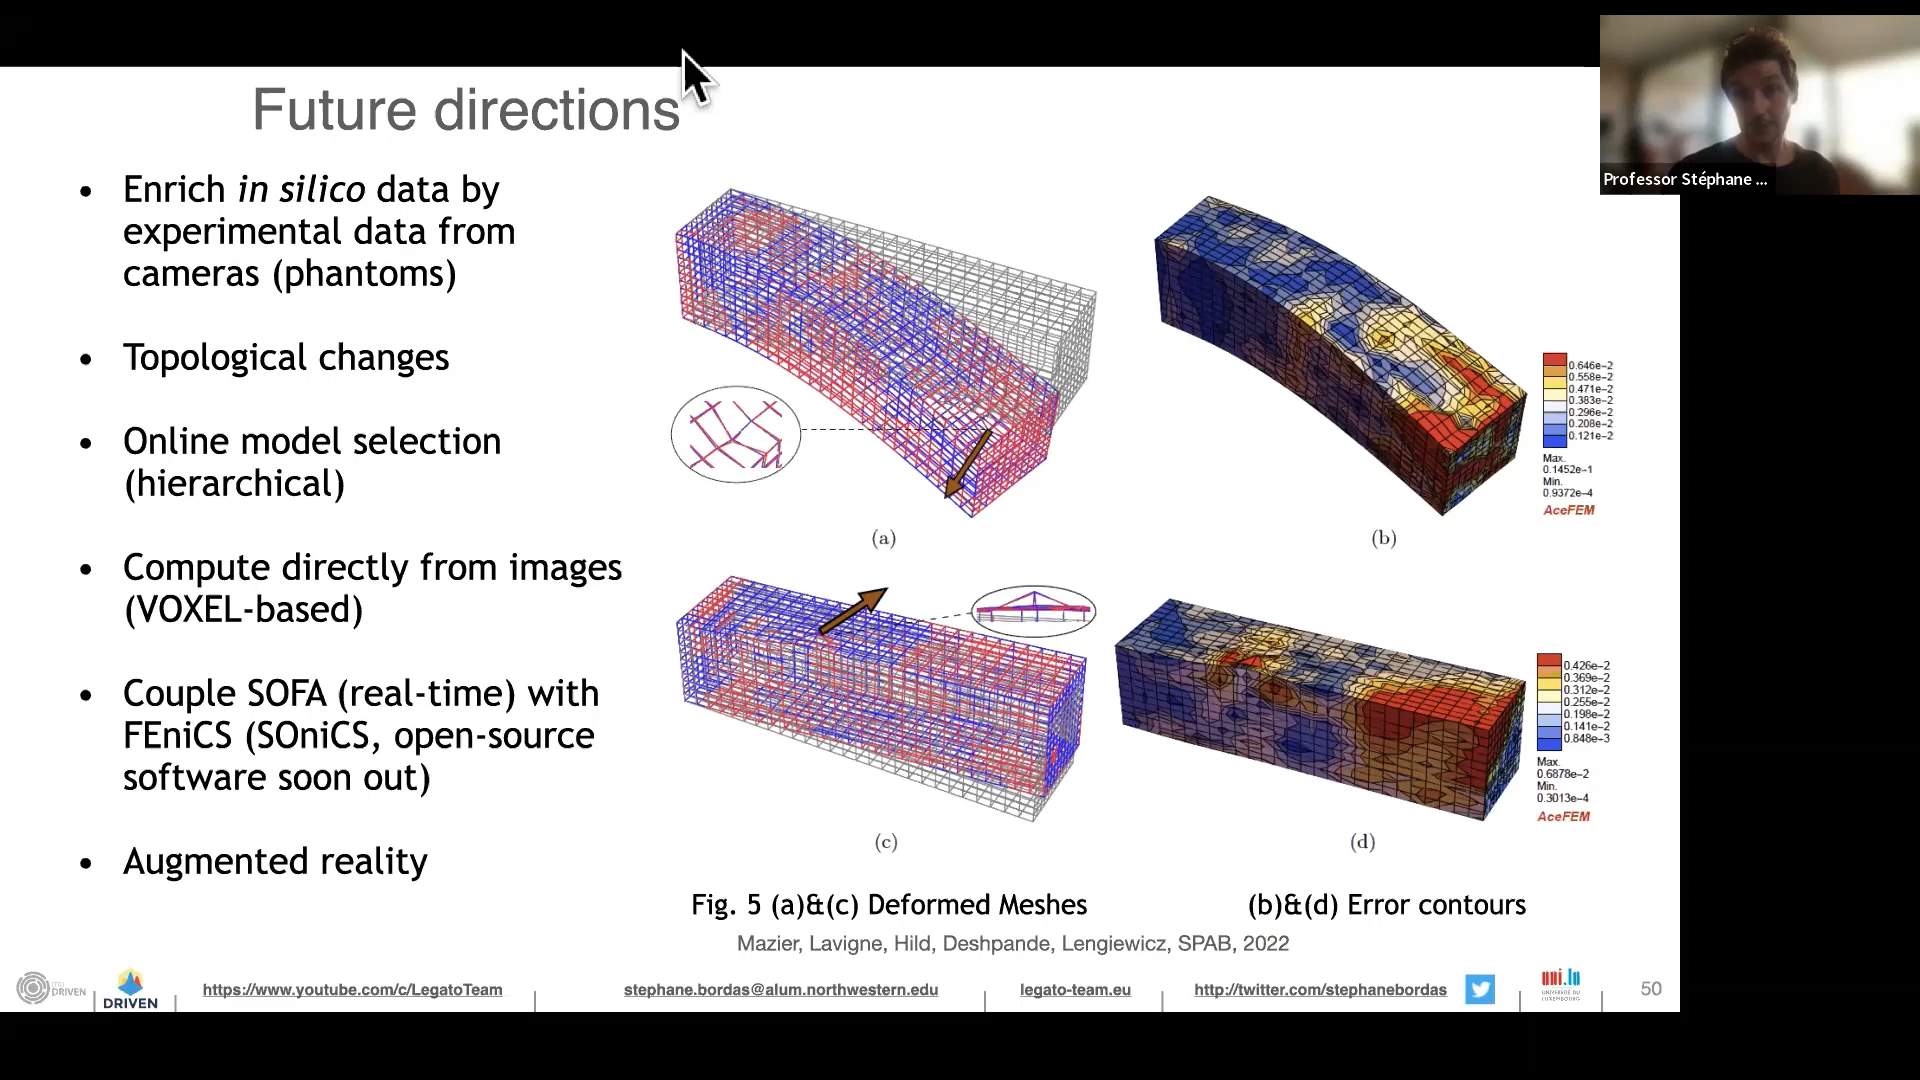 Future directions
Professor Stéphane ...
• Enrich in silico data by
experimental data from
cameras (phantoms)
• Topological changes
• Online model selection
(hierarchical)
• Compute directly from images
(VOXEL-based)
• Couple SOFA (real-time) with
FEniCS (SOniCS, open-source
software soon out)
• Augmented reality
0.646e-2
0.558e-2
0.471e-2
0.383e-2
0.296e-2
0.208e-2
0.121e-2
Max.
0.1452e-1
Min.
0.9372e-4
AceFEM
(a)
(b)
0.426e-2
0.369e-2
0.312e-2
0.255e-2
0.198e-2
0.141e-2
0.848e-3
Max.
0.6878e-2
Min.
0.3013e-4
AceFEM
(c)
(d)
Fig. 5 (a)&(c) Deformed Meshes
(b)&(d) Error contours
Mazier, Lavigne, Hild, Deshpande, Lengiewicz, SPAB, 2022
DRIVEN
DRIVEN
https://www.youtube.com/c/LegatoTeam
stephane.bordas@alum.northwestern.edu
legato-team.eu
http://twitter.com/stephanebordas
uni.lu
UNIVERSITÉ DU
LUXEMBOURG
50